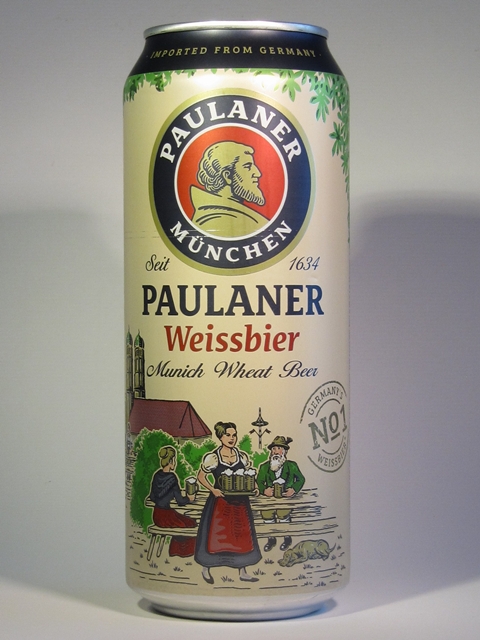 IMPORTED FROM GERMANY
PAULANER
MÜNCHEN
Seit 1634
PAULANER
Weissbier
Munich Wheat Beer
GERMANY'S
No1
WEISSBIER